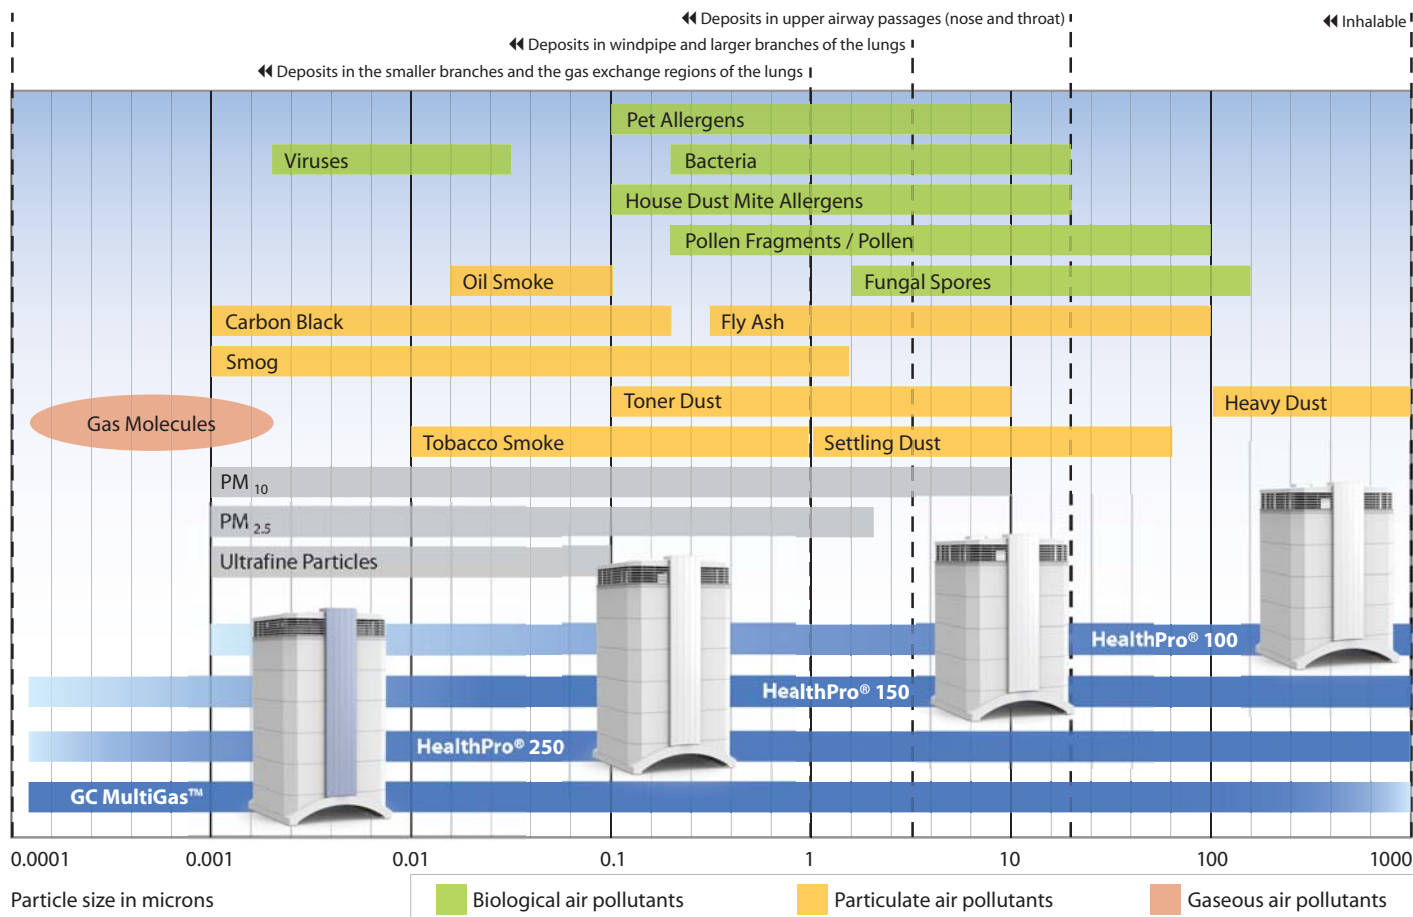 ◀◀ Deposits in upper airway passages (nose and throat)
◀◀ Inhalable
◀◀ Deposits in windpipe and larger branches of the lungs
◀◀ Deposits in the smaller branches and the gas exchange regions of the lungs
Pet Allergens
Viruses
Bacteria
House Dust Mite Allergens
Pollen Fragments / Pollen
Oil Smoke
Fungal Spores
Carbon Black
Fly Ash
Smog
Toner Dust
Heavy Dust
Gas Molecules
Tobacco Smoke
Settling Dust
PM 10
PM 2.5
Ultrafine Particles
HealthPro® 100
HealthPro® 150
HealthPro® 250
GC MultiGas™
0.0001 0.001 0.01 0.1 1 10 100 1000
Particle size in microns
Biological air pollutants
Particulate air pollutants
Gaseous air pollutants